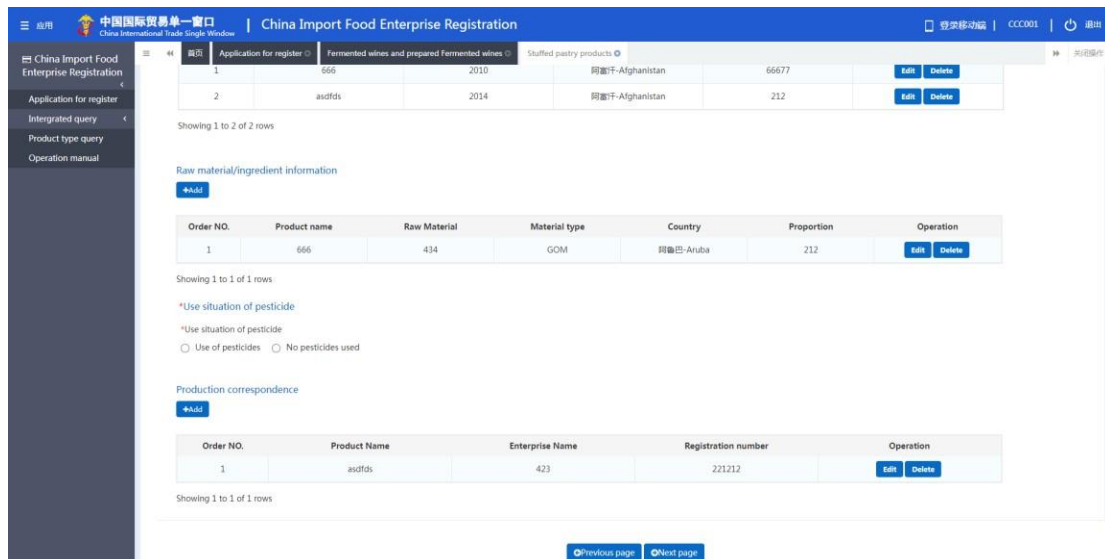 应用 中国国际贸易单一窗口 | China Import Food Enterprise Registration 登录移动端 | CCC001 | 退出
China International Trade Single Window
首页 Application for register Fermented wines and prepared Fermented wines Stuffed pastry products 关闭操作
China Import Food
Enterprise Registration
Application for register
Intergrated query
Product type query
Operation manual
1 666 2010 阿富汗-Afghanistan 66677 Edit Delete
2 asdfds 2014 阿富汗-Afghanistan 212 Edit Delete
Showing 1 to 2 of 2 rows
Raw material/ingredient information
+Add
Order NO. Product name Raw Material Material type Country Proportion Operation
1 666 434 GOM 阿鲁巴-Aruba 212 Edit Delete
Showing 1 to 1 of 1 rows
*Use situation of pesticide
*Use situation of pesticide
Use of pesticides No pesticides used
Production correspondence
+Add
Order NO. Product Name Enterprise Name Registration number Operation
1 asdfds 423 221212 Edit Delete
Showing 1 to 1 of 1 rows
Previous page Next page